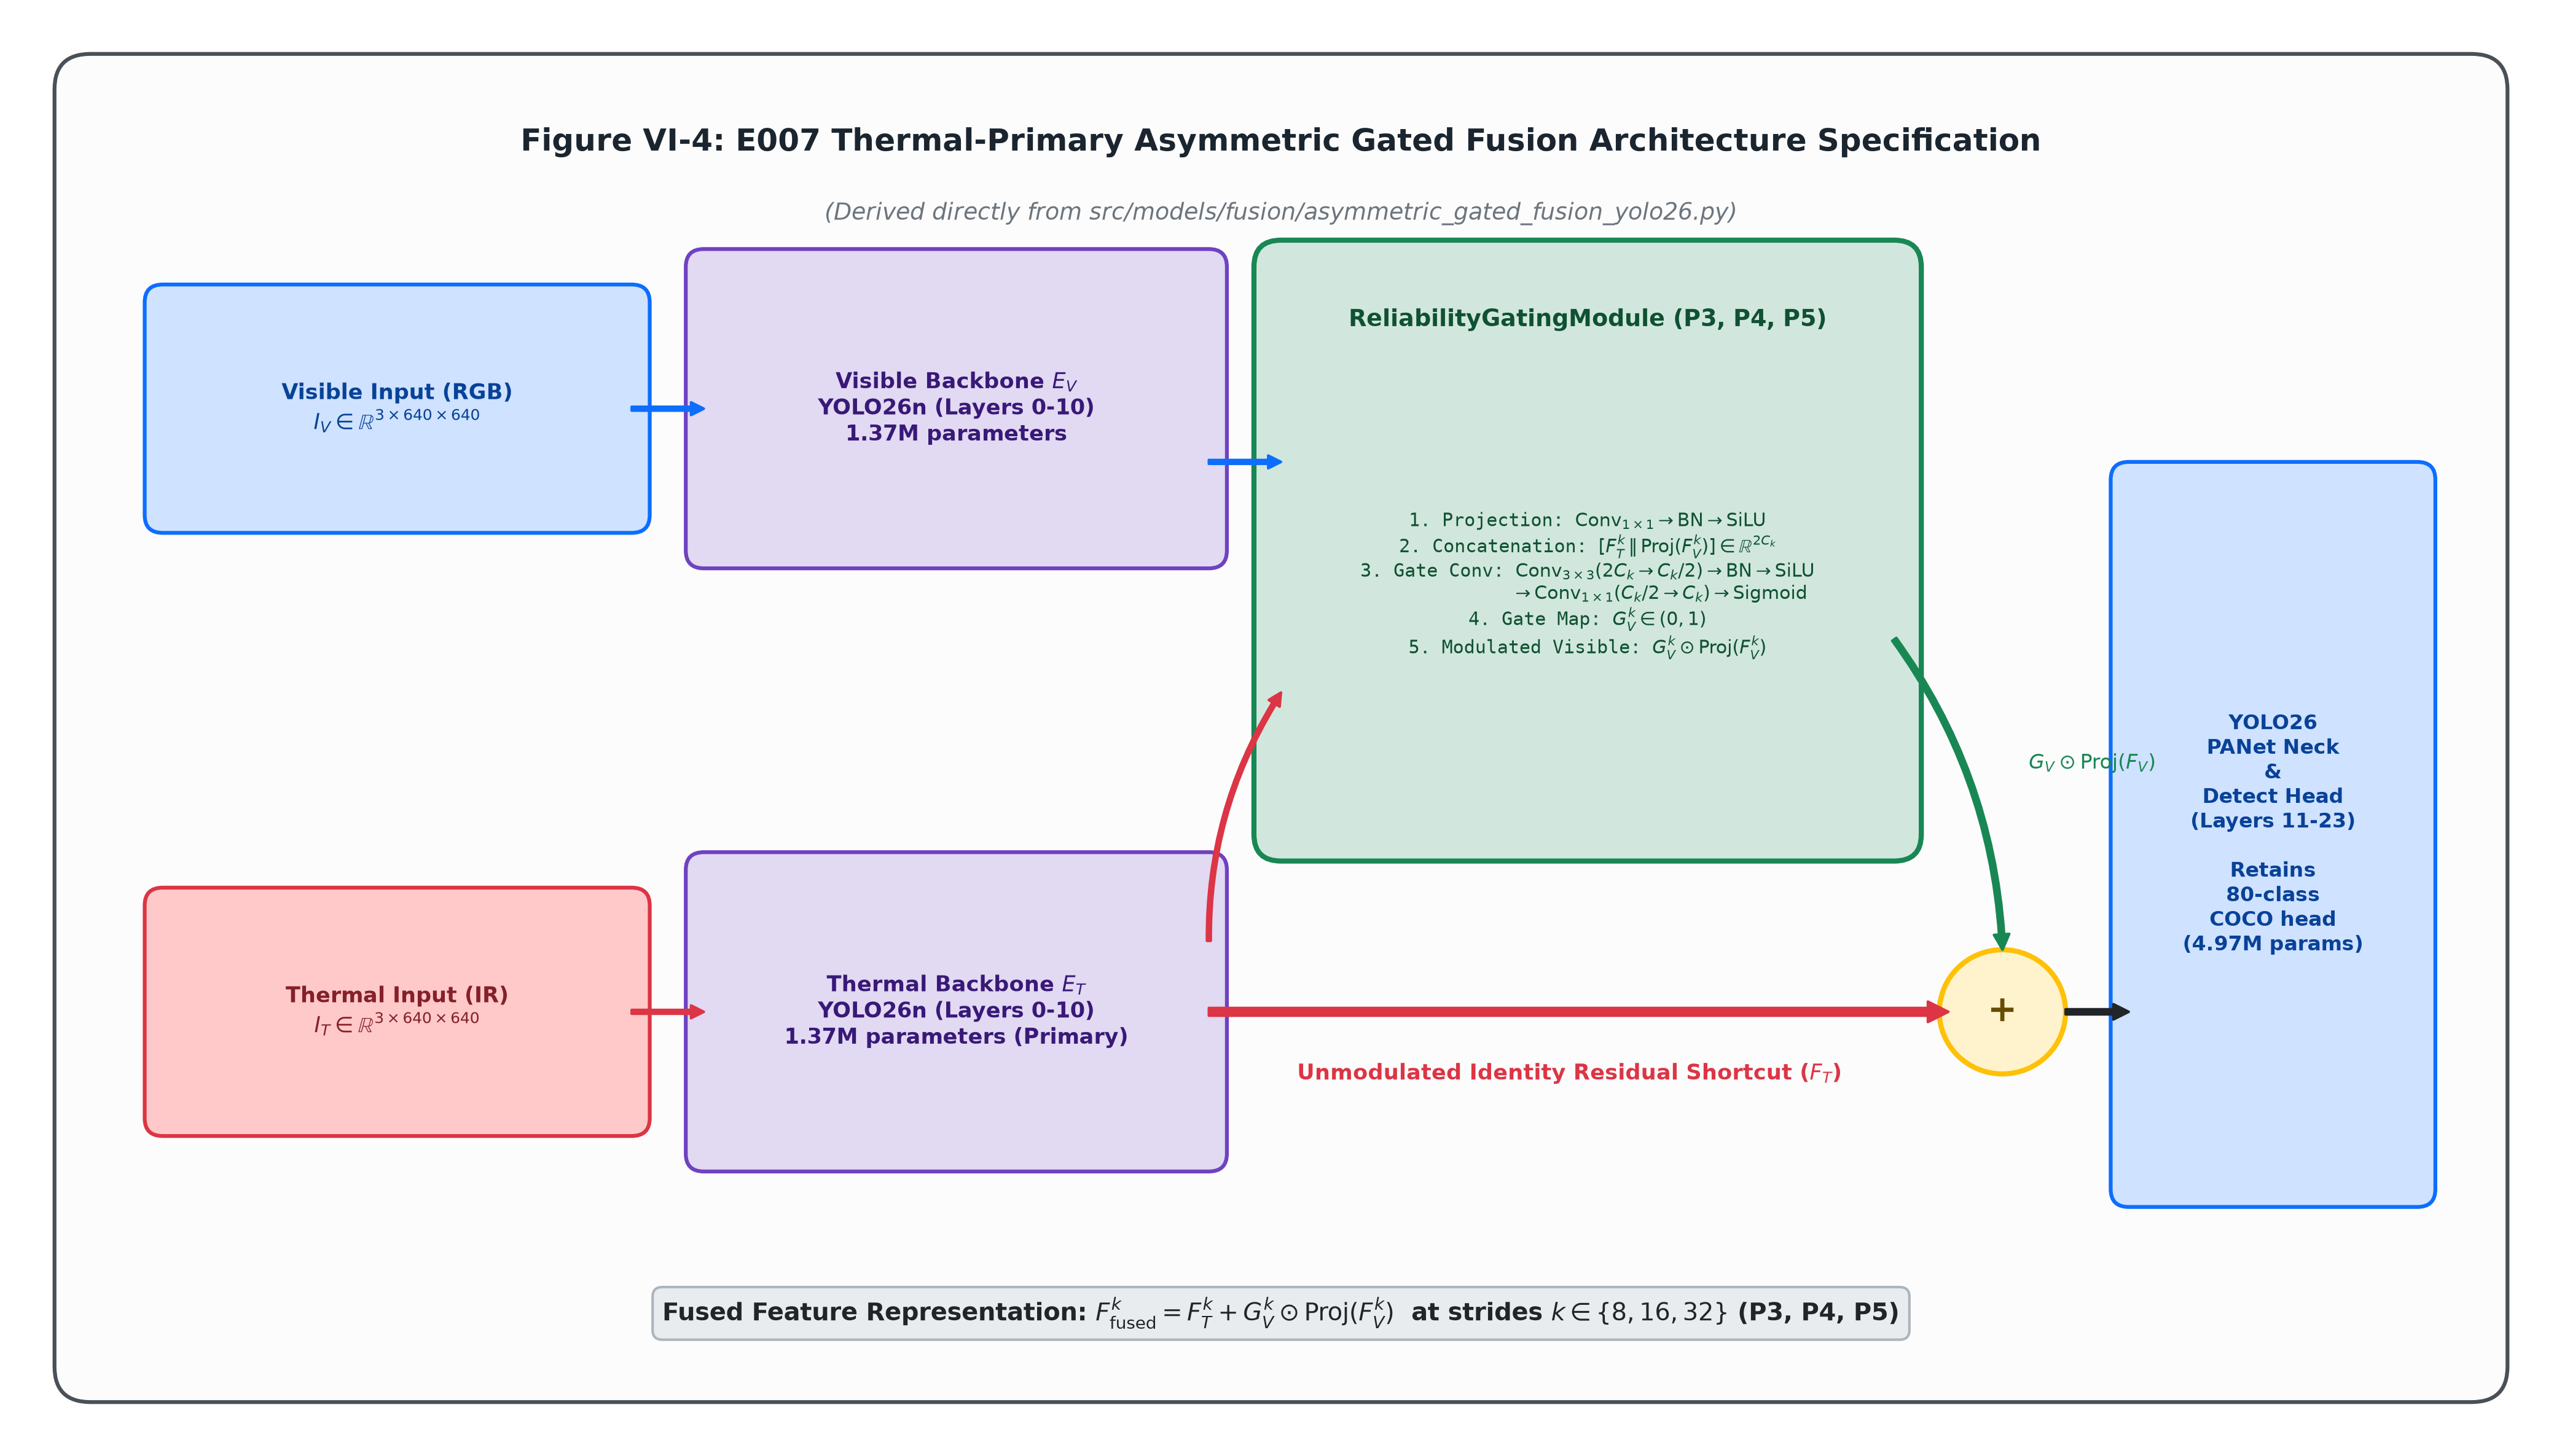 Figure VI-4: E007 Thermal-Primary Asymmetric Gated Fusion Architecture Specification
(Derived directly from src/models/fusion/asymmetric_gated_fusion_yolo26.py)
Visible Input (RGB)
I_V ∈ ℝ^{3×640×640}
Visible Backbone E_V
YOLO26n (Layers 0-10)
1.37M parameters
ReliabilityGatingModule (P3, P4, P5)
1. Projection: Conv_{1×1} → BN → SiLU
2. Concatenation: [F_T^k ‖ Proj(F_V^k)] ∈ ℝ^{2C_k}
3. Gate Conv: Conv_{3×3}(2C_k → C_k/2) → BN → SiLU
→ Conv_{1×1}(C_k/2 → C_k) → Sigmoid
4. Gate Map: G_V^k ∈ (0, 1)
5. Modulated Visible: G_V^k ⊙ Proj(F_V^k)
G_V ⊙ Proj(F_V)
YOLO26
PANet Neck
&
Detect Head
(Layers 11-23)
Retains
80-class
COCO head
(4.97M params)
Thermal Input (IR)
I_T ∈ ℝ^{3×640×640}
Thermal Backbone E_T
YOLO26n (Layers 0-10)
1.37M parameters (Primary)
+
Unmodulated Identity Residual Shortcut (F_T)
Fused Feature Representation: F_fused^k = F_T^k + G_V^k ⊙ Proj(F_V^k) at strides k ∈ {8, 16, 32} (P3, P4, P5)